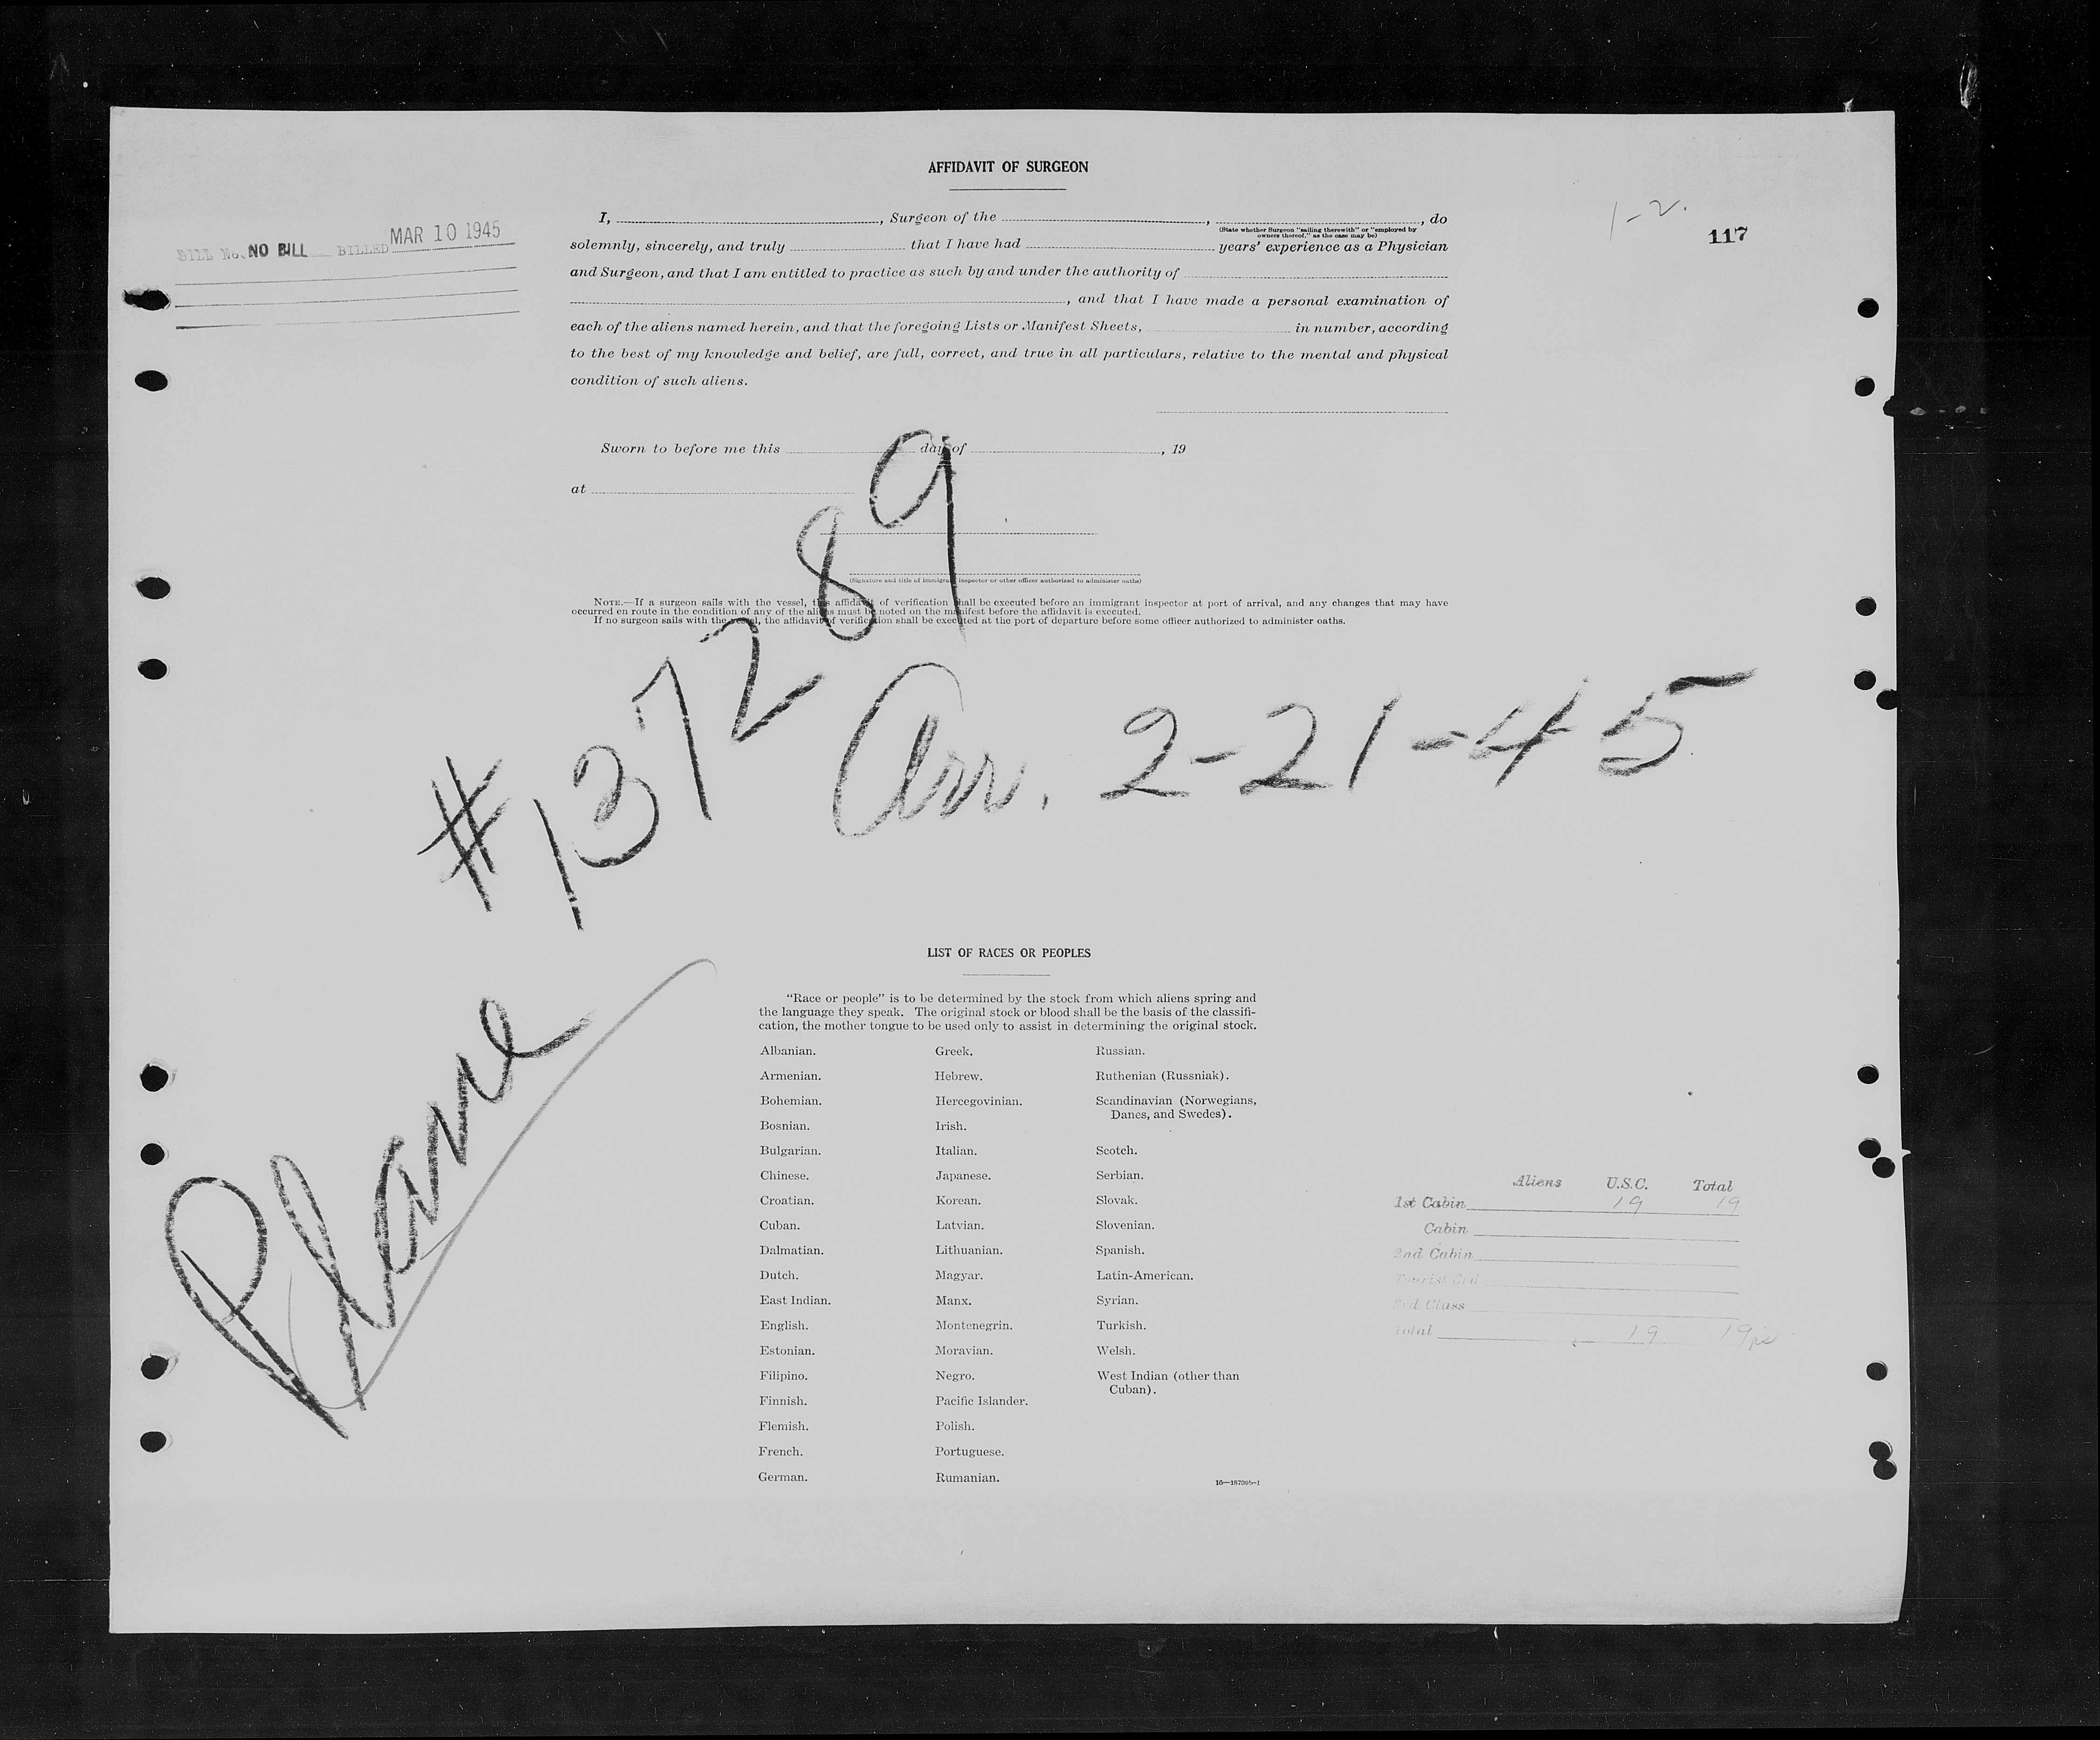 AFFIDAVIT OF SURGEON
I, , Surgeon of the , , do
(State whether Surgeon "sailing therewith" or "employed by
owners thereof," as the case may be)
solemnly, sincerely, and truly that I have had years' experience as a Physician
and Surgeon, and that I am entitled to practice as such by and under the authority of
, and that I have made a personal examination of
each of the aliens named herein, and that the foregoing Lists or Manifest Sheets, in number, according
to the best of my knowledge and belief, are full, correct, and true in all particulars, relative to the mental and physical
condition of such aliens.
BILL No. NO BILL BILLED MAR 10 1945
1-2.
117
Sworn to before me this day of , 19
at
(Signature and title of immigrant inspector or other officer authorized to administer oaths)
NOTE.—If a surgeon sails with the vessel, this affidavit of verification shall be executed before an immigrant inspector at port of arrival, and any changes that may have
occurred en route in the condition of any of the aliens must be noted on the manifest before the affidavit is executed.
If no surgeon sails with the vessel, the affidavit of verification shall be executed at the port of departure before some officer authorized to administer oaths.
#137289
Arr. 2-21-45
Plane
LIST OF RACES OR PEOPLES
"Race or people" is to be determined by the stock from which aliens spring and
the language they speak. The original stock or blood shall be the basis of the classifi-
cation, the mother tongue to be used only to assist in determining the original stock.
Albanian. Greek. Russian.
Armenian. Hebrew. Ruthenian (Russniak).
Bohemian. Hercegovinian. Scandinavian (Norwegians,
Danes, and Swedes).
Bosnian. Irish.
Bulgarian. Italian. Scotch.
Chinese. Japanese. Serbian.
Croatian. Korean. Slovak.
Cuban. Latvian. Slovenian.
Dalmatian. Lithuanian. Spanish.
Dutch. Magyar. Latin-American.
East Indian. Manx. Syrian.
English. Montenegrin. Turkish.
Estonian. Moravian. Welsh.
Filipino. Negro. West Indian (other than
Cuban).
Finnish. Pacific Islander.
Flemish. Polish.
French. Portuguese.
German. Rumanian.
16—18709b-1
Aliens U.S.C. Total
1st Cabin 19 19
Cabin
2nd Cabin
Tourist 3rd
3rd Class
Total 19 19